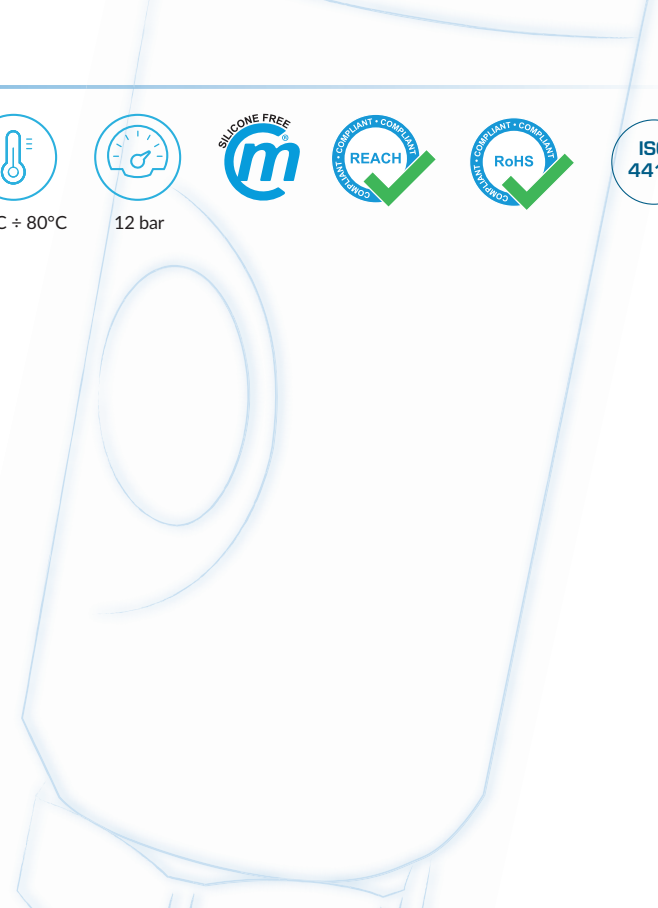 SILICONE FREE
m®
COMPLIANT • COMPLIANT • COMPLIANT
REACH
COMPLIANT • COMPLIANT • COMPLIANT
RoHS
C ÷ 80°C
12 bar